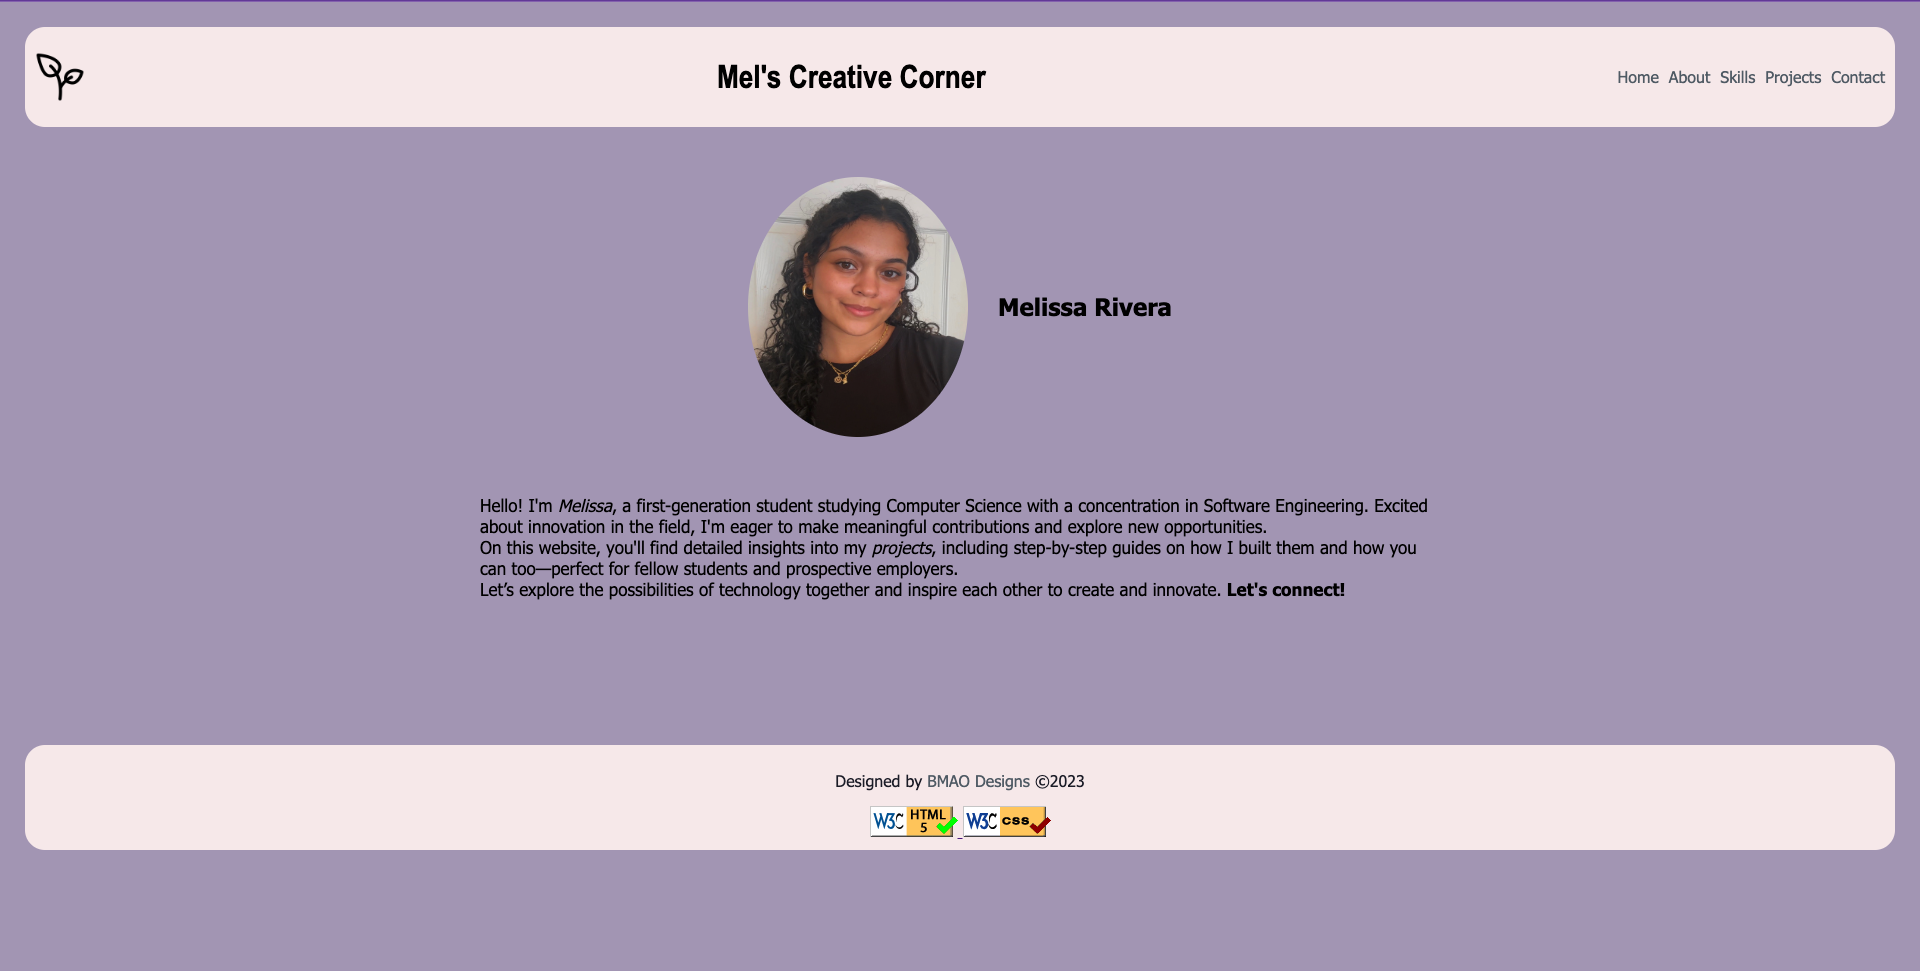 Mel's Creative Corner
Home About Skills Projects Contact
Melissa Rivera
Hello! I'm Melissa, a first-generation student studying Computer Science with a concentration in Software Engineering. Excited
about innovation in the field, I'm eager to make meaningful contributions and explore new opportunities.
On this website, you'll find detailed insights into my projects, including step-by-step guides on how I built them and how you
can too—perfect for fellow students and prospective employers.
Let’s explore the possibilities of technology together and inspire each other to create and innovate. Let's connect!
Designed by BMAO Designs ©2023
W3C HTML 5 W3C css